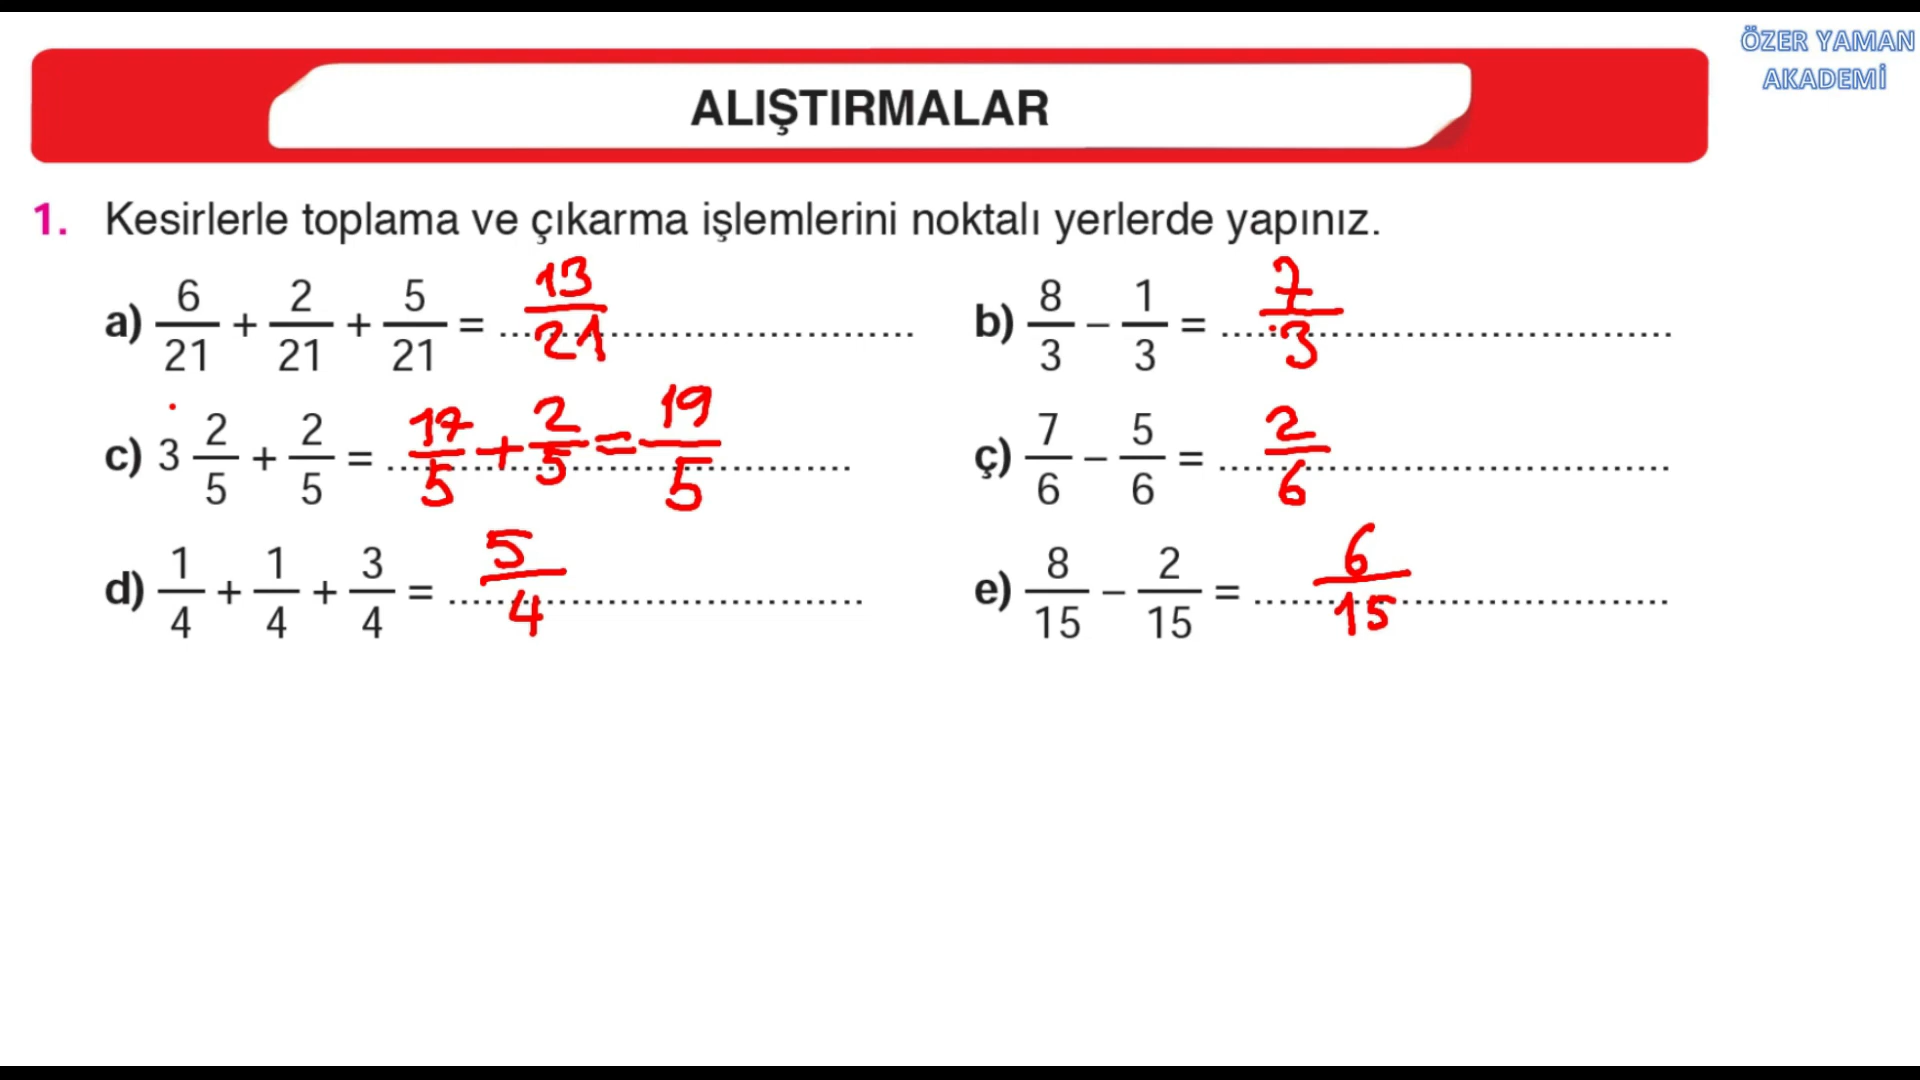 ÖZER YAMAN
AKADEMİ
ALIŞTIRMALAR
1. Kesirlerle toplama ve çıkarma işlemlerini noktalı yerlerde yapınız.
a) 6/21 + 2/21 + 5/21 = 13/21
b) 8/3 – 1/3 = 7/3
c) 3 2/5 + 2/5 = 17/5 + 2/5 = 19/5
ç) 7/6 – 5/6 = 2/6
d) 1/4 + 1/4 + 3/4 = 5/4
e) 8/15 – 2/15 = 6/15